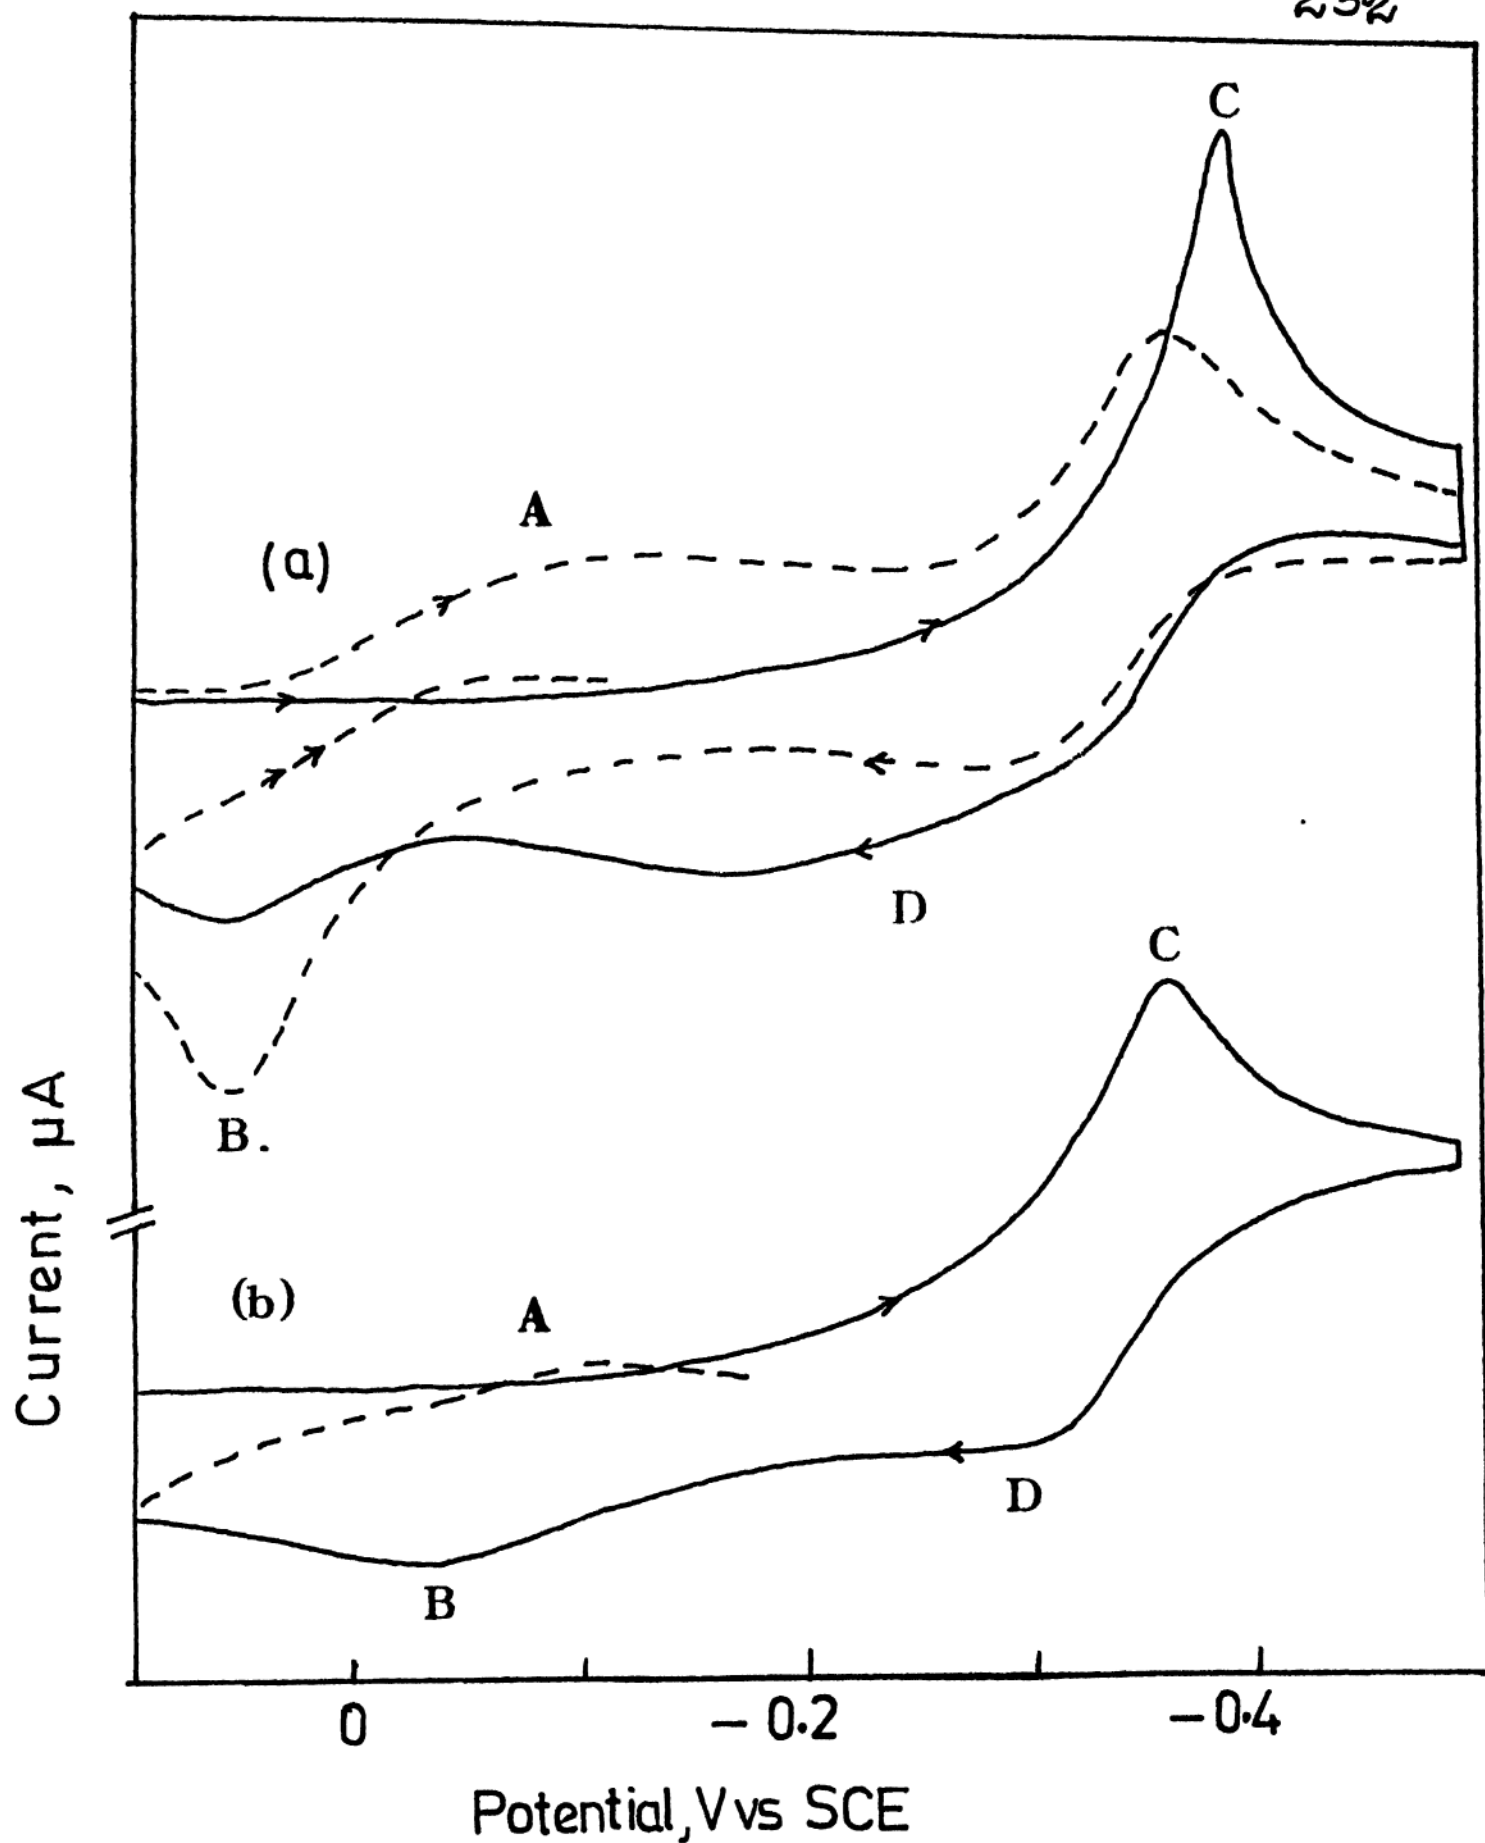 C
A
(a)
D
C
B.
(b)
A
D
B
Current, μA
0 -0.2 -0.4
Potential, V vs SCE